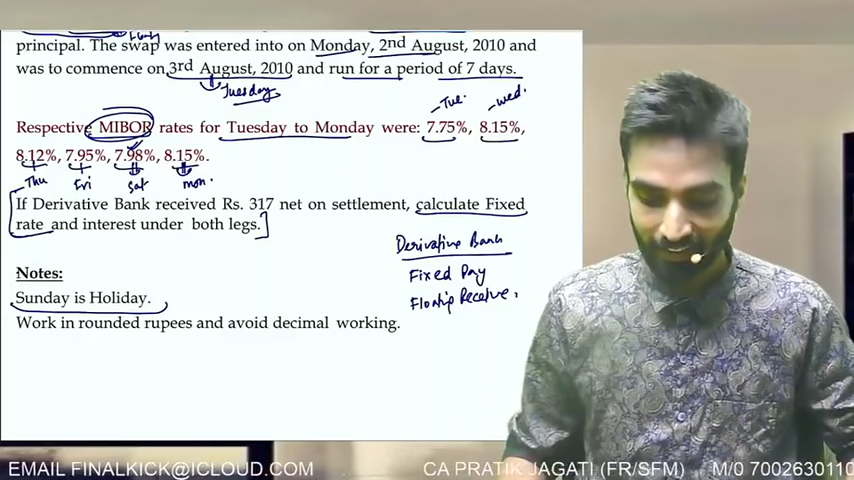 principal. The swap was entered into on Monday, 2nd August, 2010 and
was to commence on 3rd August, 2010 and run for a period of 7 days.
Tuesday
Tue.
wed.
Respective MIBOR rates for Tuesday to Monday were: 7.75%, 8.15%,
8.12%, 7.95%, 7.98%, 8.15%.
Thu Fri Sat mon.
If Derivative Bank received Rs. 317 net on settlement, calculate Fixed
rate and interest under both legs.
Derivative Bank
Fixed Pay
Receive.
Notes:
Sunday is Holiday.
Work in rounded rupees and avoid decimal working.
EMAIL FINALKICK@ICLOUD.COM CA PRATIK JAGATI (FR/SFM) M/0 7002630110